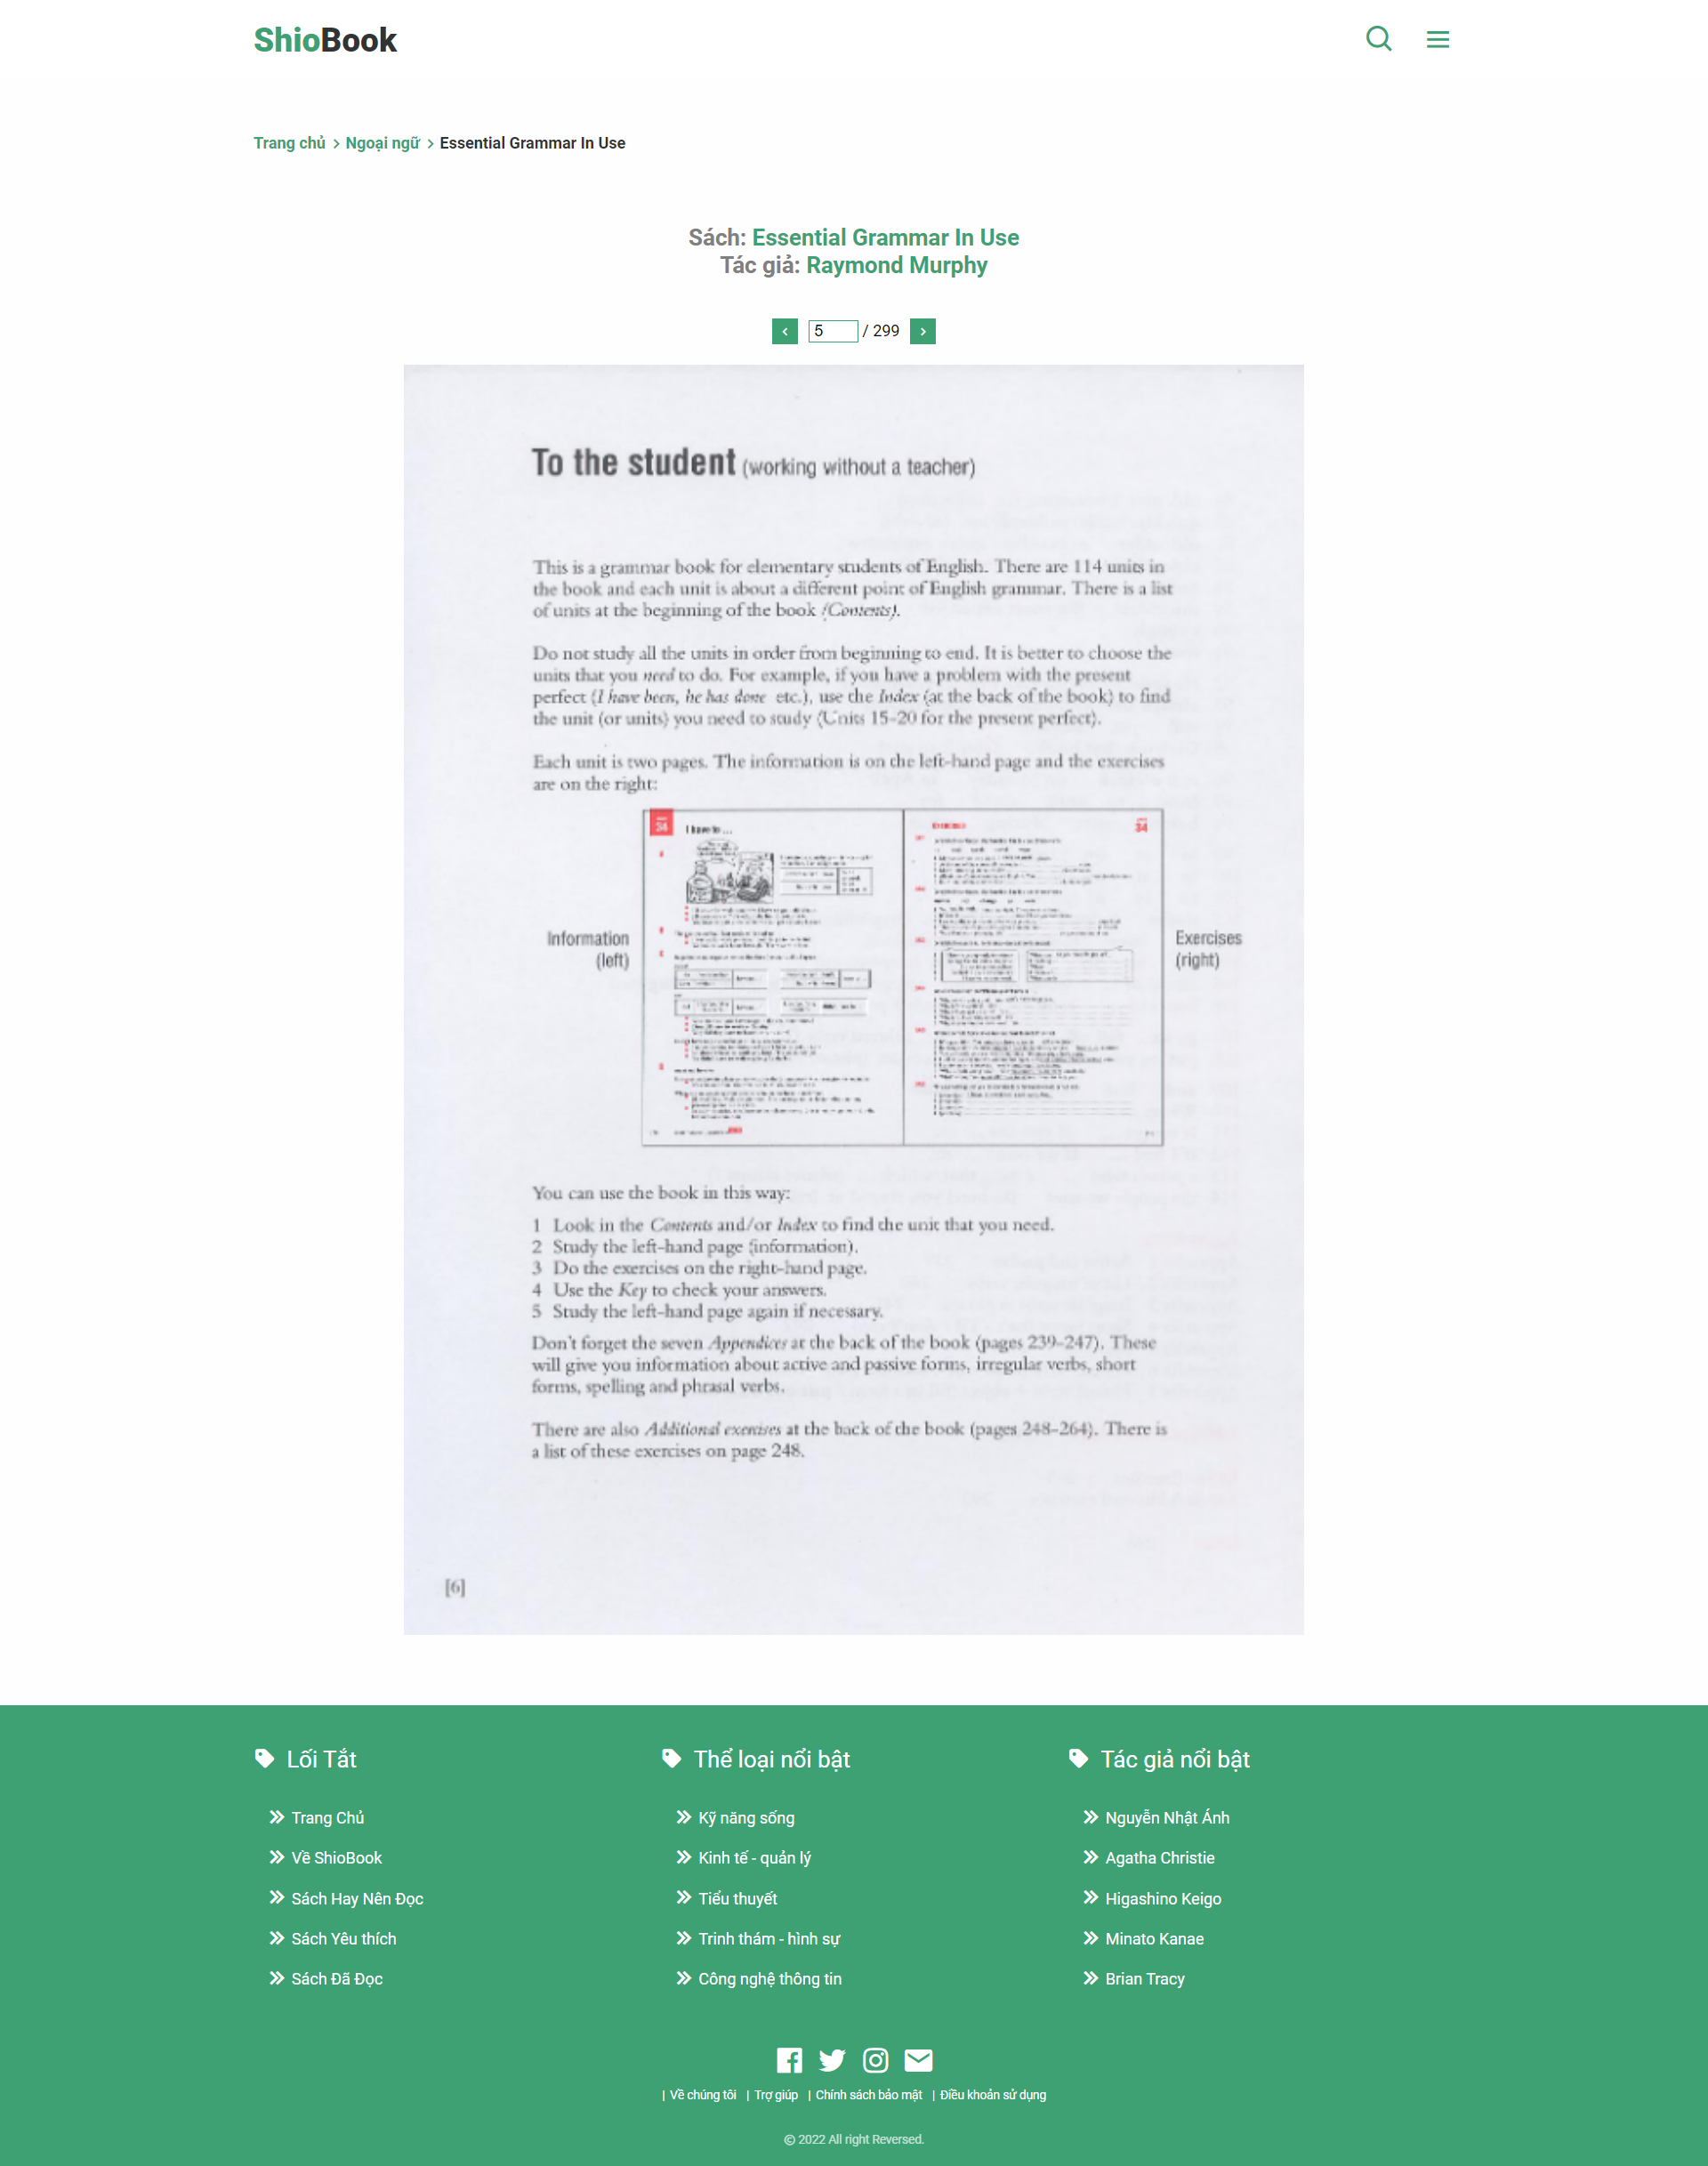 ShioBook
Trang chủ > Ngoại ngữ > Essential Grammar In Use
Sách: Essential Grammar In Use
Tác giả: Raymond Murphy
5 / 299
To the student (working without a teacher)
This is a grammar book for elementary students of English. There are 114 units in
the book and each unit is about a different point of English grammar. There is a list
of units at the beginning of the book (Contents).
Do not study all the units in order from beginning to end. It is better to choose the
units that you need to do. For example, if you have a problem with the present
perfect (I have been, he has done etc.), use the Index (at the back of the book) to find
the unit (or units) you need to study (Units 15–20 for the present perfect).
Each unit is two pages. The information is on the left-hand page and the exercises
are on the right:
34
I have to ...
34
Information
(left)
Exercises
(right)
You can use the book in this way:
1 Look in the Contents and/or Index to find the unit that you need.
2 Study the left-hand page (information).
3 Do the exercises on the right-hand page.
4 Use the Key to check your answers.
5 Study the left-hand page again if necessary.
Don't forget the seven Appendices at the back of the book (pages 239–247). These
will give you information about active and passive forms, irregular verbs, short
forms, spelling and phrasal verbs.
There are also Additional exercises at the back of the book (pages 248–264). There is
a list of these exercises on page 248.
[6]
Lối Tắt
Trang Chủ
Về ShioBook
Sách Hay Nên Đọc
Sách Yêu thích
Sách Đã Đọc
Thể loại nổi bật
Kỹ năng sống
Kinh tế - quản lý
Tiểu thuyết
Trinh thám - hình sự
Công nghệ thông tin
Tác giả nổi bật
Nguyễn Nhật Ánh
Agatha Christie
Higashino Keigo
Minato Kanae
Brian Tracy
| Về chúng tôi | Trợ giúp | Chính sách bảo mật | Điều khoản sử dụng
© 2022 All right Reversed.